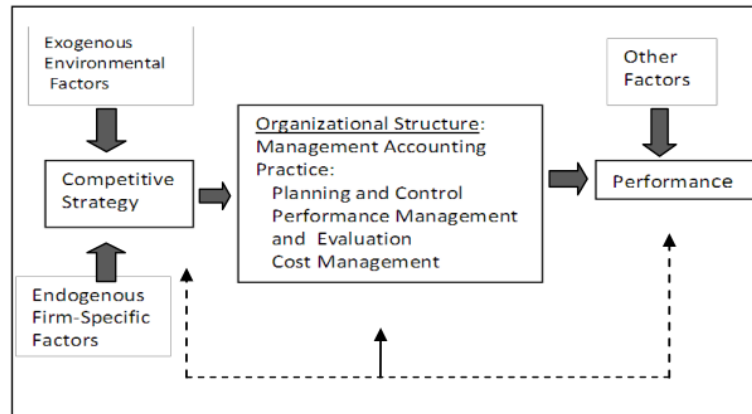 Exogenous
Environmental
Factors
Other
Factors
Organizational Structure:
Management Accounting
Practice:
Planning and Control
Performance Management
and Evaluation
Cost Management
Competitive
Strategy
Performance
Endogenous
Firm-Specific
Factors